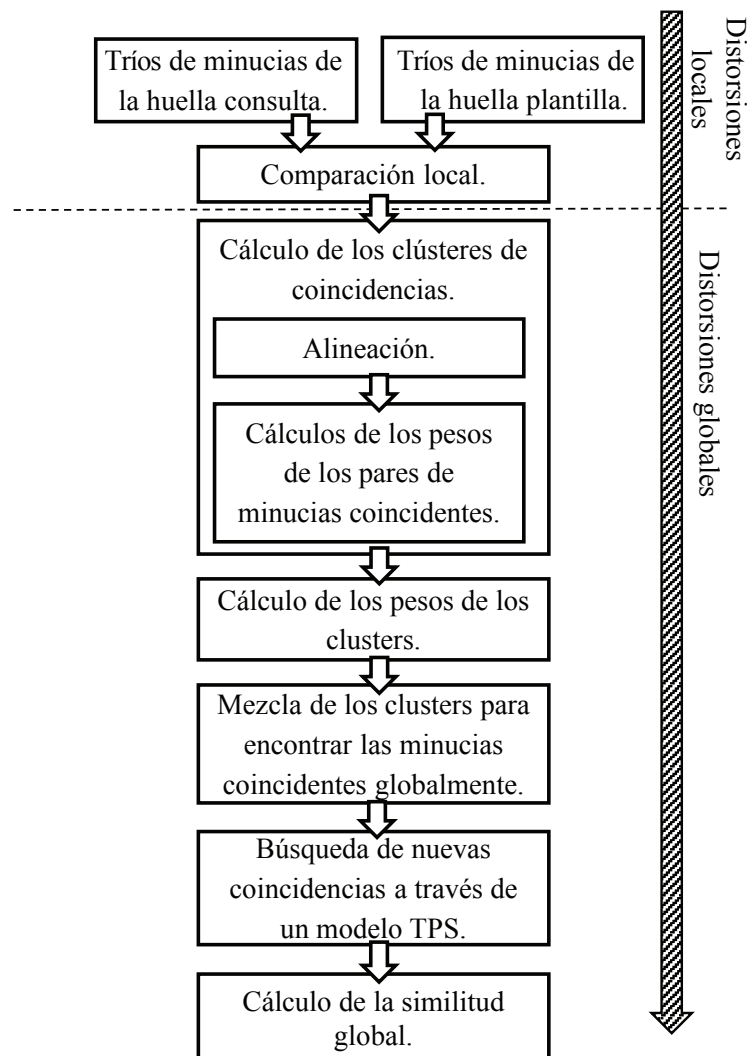 Tríos de minucias de
la huella consulta.
Tríos de minucias de
la huella plantilla.
Comparación local.
Distorsiones
locales
Cálculo de los clústeres de
coincidencias.
Alineación.
Cálculos de los pesos
de los pares de
minucias coincidentes.
Distorsiones globales
Cálculo de los pesos de los
clusters.
Mezcla de los clusters para
encontrar las minucias
coincidentes globalmente.
Búsqueda de nuevas
coincidencias a través de
un modelo TPS.
Cálculo de la similitud
global.